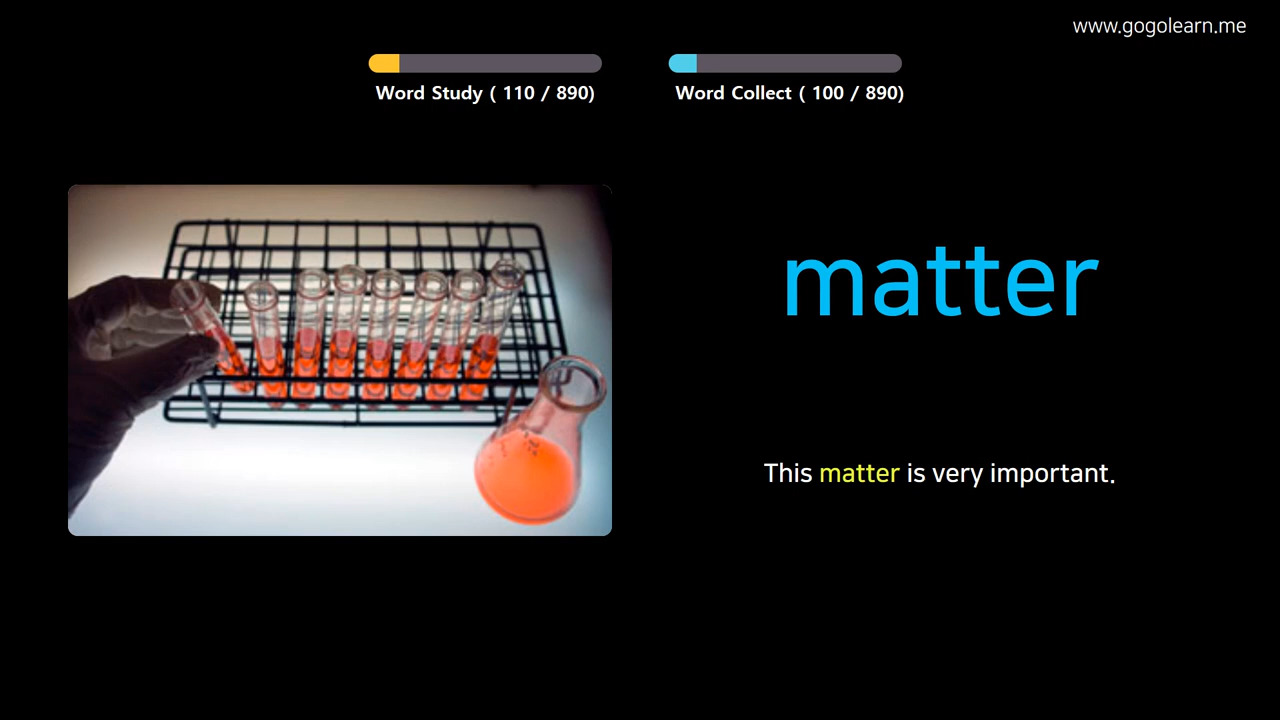 www.gogolearn.me
Word Study ( 110 / 890)
Word Collect ( 100 / 890)
matter
This matter is very important.